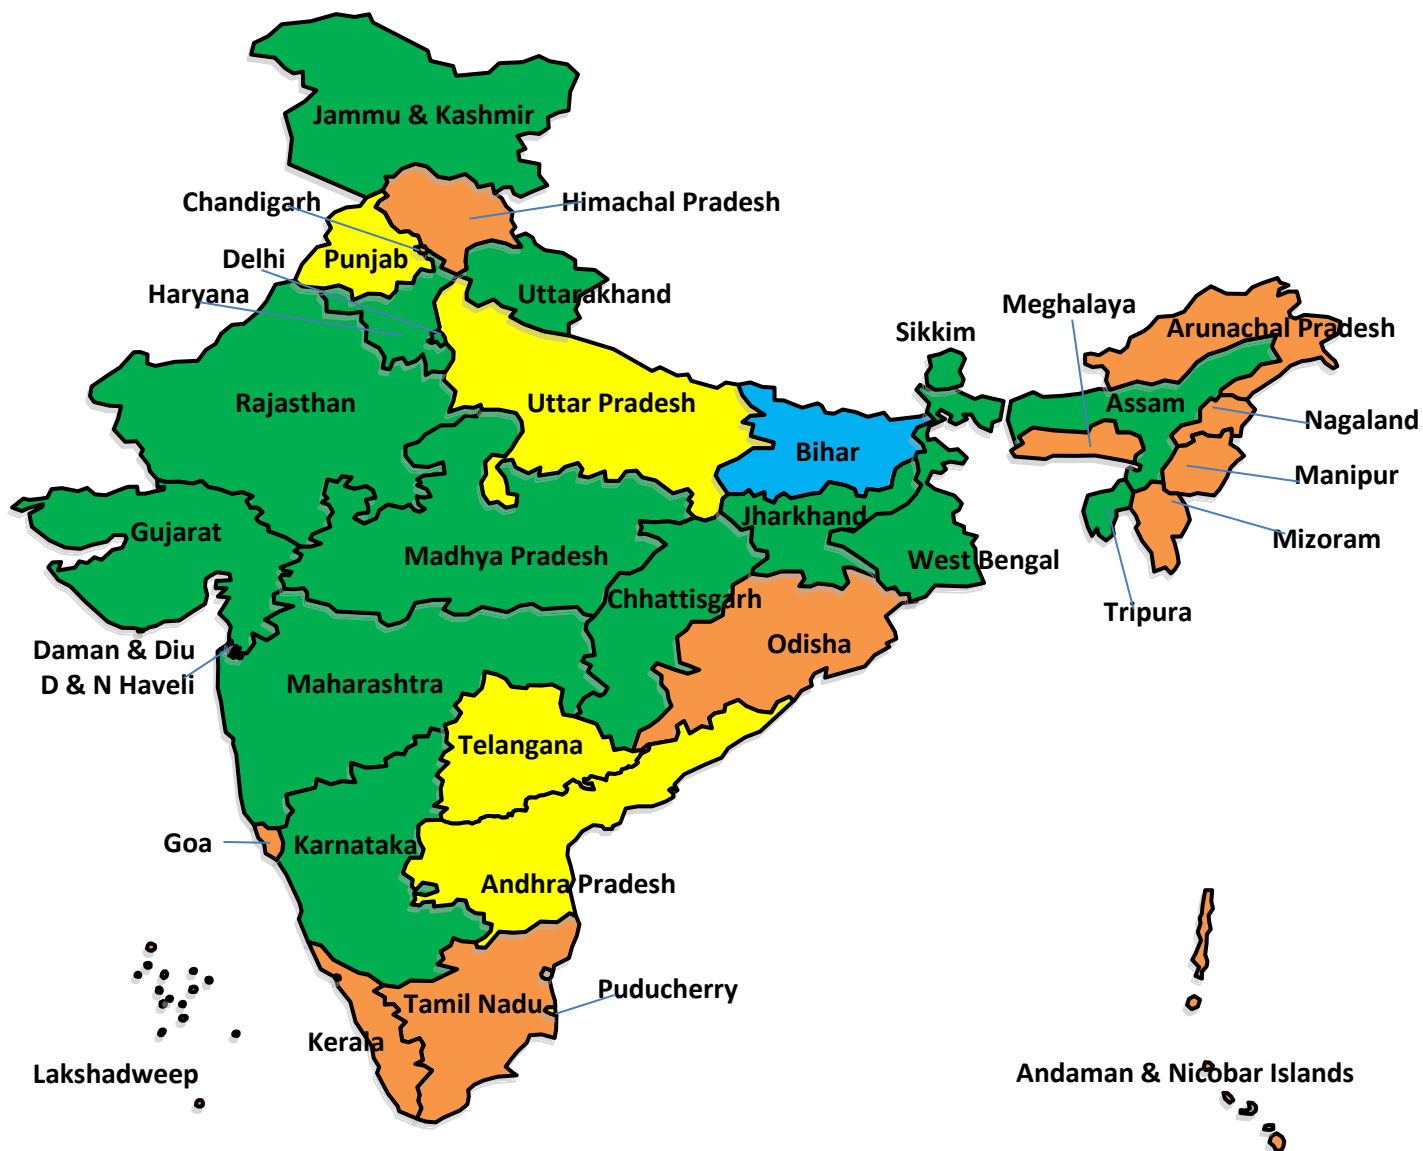 Jammu & Kashmir
Chandigarh
Himachal Pradesh
Delhi
Punjab
Haryana
Uttarakhand
Meghalaya
Arunachal Pradesh
Sikkim
Rajasthan
Uttar Pradesh
Assam
Nagaland
Bihar
Manipur
Gujarat
Jharkhand
Mizoram
Madhya Pradesh
West Bengal
Chhattisgarh
Tripura
Odisha
Daman & Diu
D & N Haveli
Maharashtra
Telangana
Goa
Karnataka
Andhra Pradesh
Puducherry
Tamil Nadu
Kerala
Lakshadweep
Andaman & Nicobar Islands